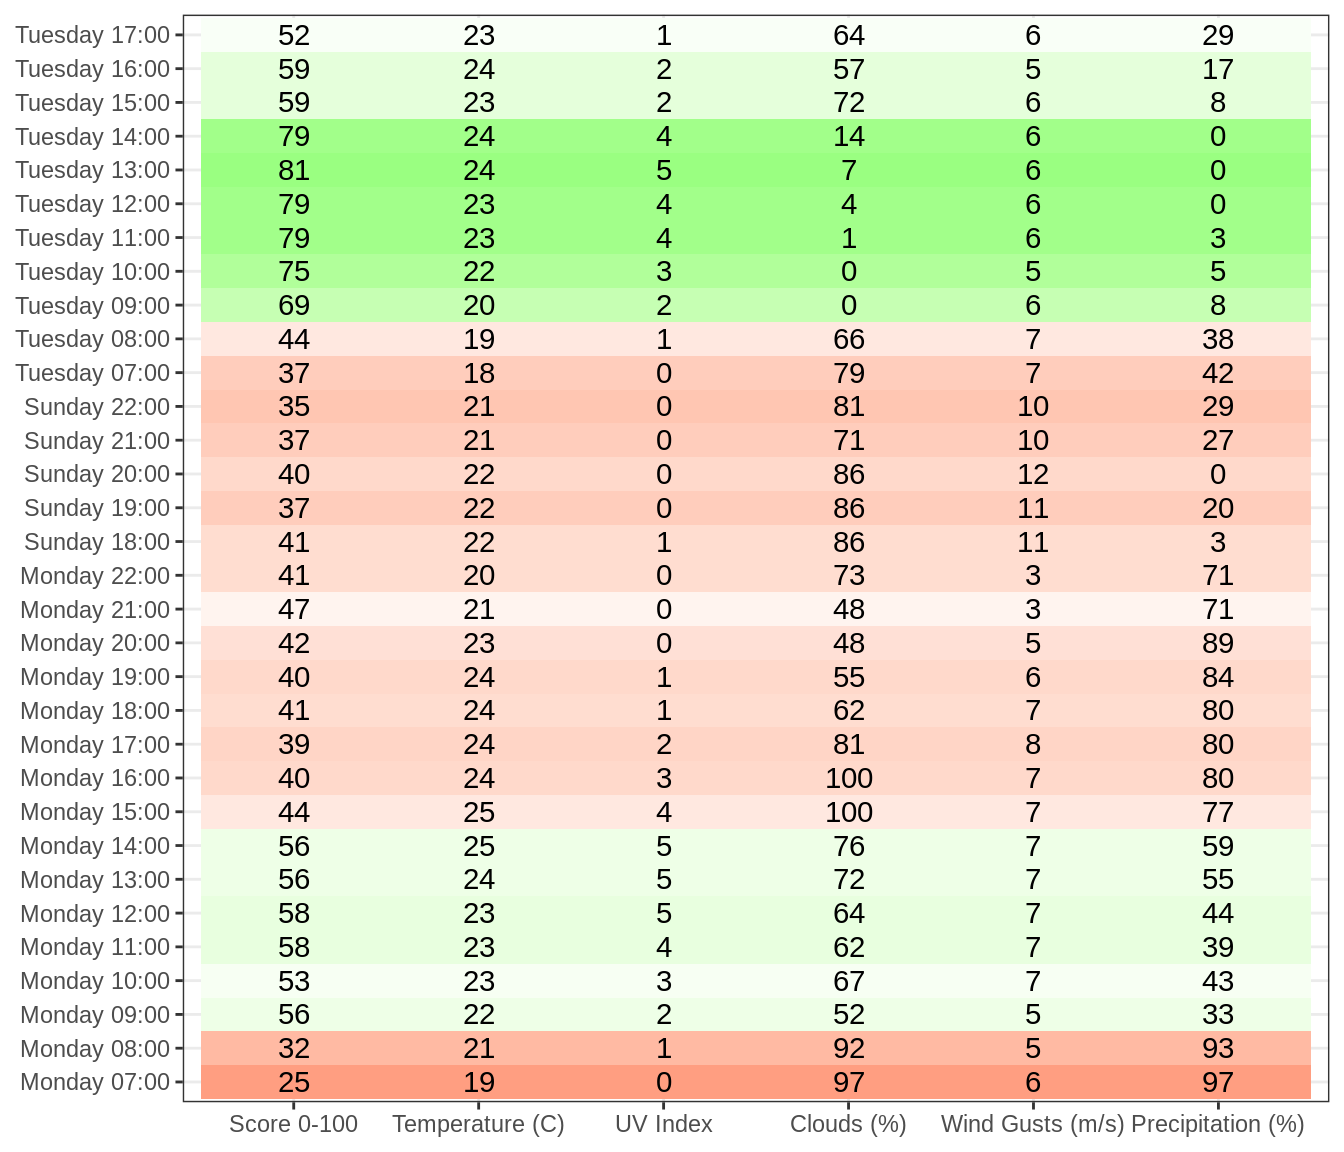 Tuesday 17:00 52 23 1 64 6 29
Tuesday 16:00 59 24 2 57 5 17
Tuesday 15:00 59 23 2 72 6 8
Tuesday 14:00 79 24 4 14 6 0
Tuesday 13:00 81 24 5 7 6 0
Tuesday 12:00 79 23 4 4 6 0
Tuesday 11:00 79 23 4 1 6 3
Tuesday 10:00 75 22 3 0 5 5
Tuesday 09:00 69 20 2 0 6 8
Tuesday 08:00 44 19 1 66 7 38
Tuesday 07:00 37 18 0 79 7 42
Sunday 22:00 35 21 0 81 10 29
Sunday 21:00 37 21 0 71 10 27
Sunday 20:00 40 22 0 86 12 0
Sunday 19:00 37 22 0 86 11 20
Sunday 18:00 41 22 1 86 11 3
Monday 22:00 41 20 0 73 3 71
Monday 21:00 47 21 0 48 3 71
Monday 20:00 42 23 0 48 5 89
Monday 19:00 40 24 1 55 6 84
Monday 18:00 41 24 1 62 7 80
Monday 17:00 39 24 2 81 8 80
Monday 16:00 40 24 3 100 7 80
Monday 15:00 44 25 4 100 7 77
Monday 14:00 56 25 5 76 7 59
Monday 13:00 56 24 5 72 7 55
Monday 12:00 58 23 5 64 7 44
Monday 11:00 58 23 4 62 7 39
Monday 10:00 53 23 3 67 7 43
Monday 09:00 56 22 2 52 5 33
Monday 08:00 32 21 1 92 5 93
Monday 07:00 25 19 0 97 6 97
Score 0-100 Temperature (C) UV Index Clouds (%) Wind Gusts (m/s) Precipitation (%)